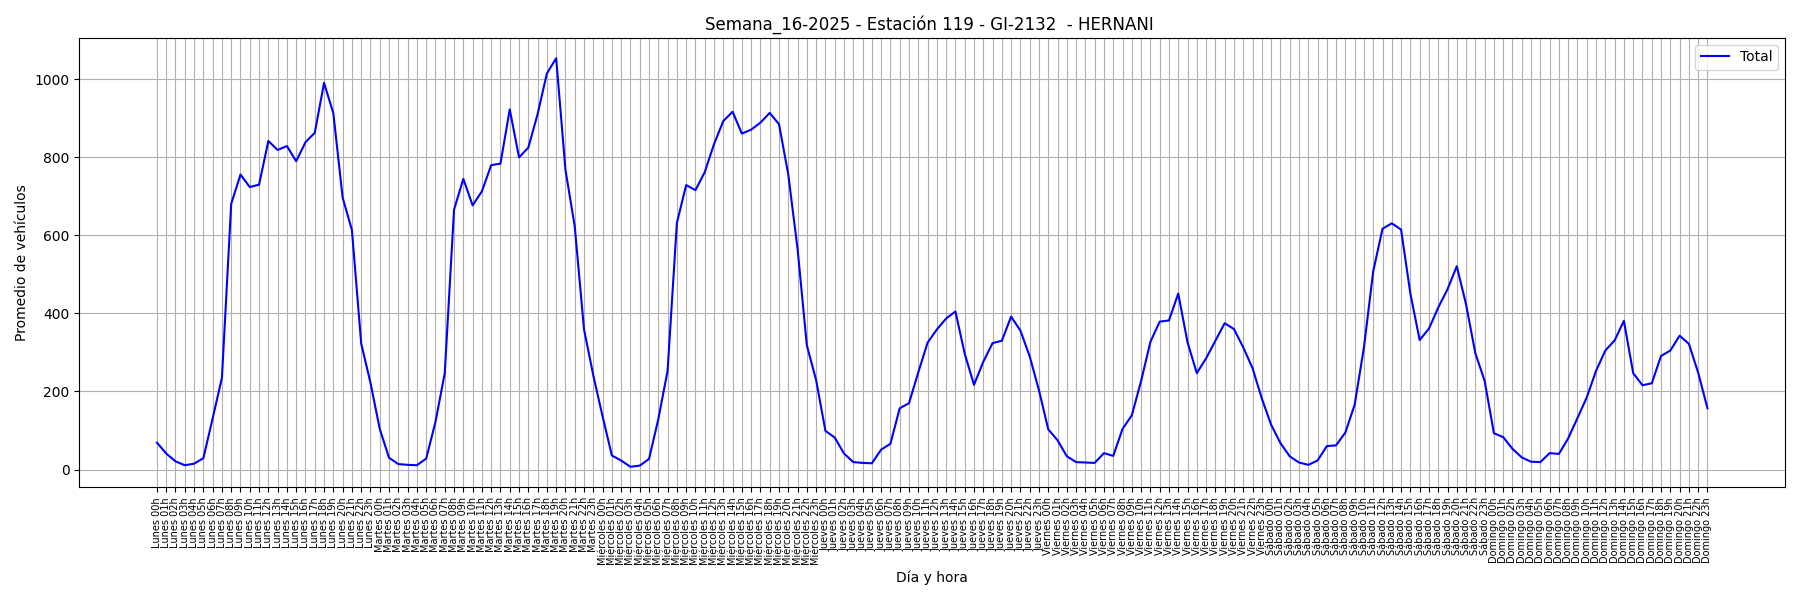 Semana_16-2025 - Estación 119 - GI-2132  - HERNANI
Total
Promedio de vehículos
1000
800
600
400
200
0
Lunes 00h
Lunes 01h
Lunes 02h
Lunes 03h
Lunes 04h
Lunes 05h
Lunes 06h
Lunes 07h
Lunes 08h
Lunes 09h
Lunes 10h
Lunes 11h
Lunes 12h
Lunes 13h
Lunes 14h
Lunes 15h
Lunes 16h
Lunes 17h
Lunes 18h
Lunes 19h
Lunes 20h
Lunes 21h
Lunes 22h
Lunes 23h
Martes 00h
Martes 01h
Martes 02h
Martes 03h
Martes 04h
Martes 05h
Martes 06h
Martes 07h
Martes 08h
Martes 09h
Martes 10h
Martes 11h
Martes 12h
Martes 13h
Martes 14h
Martes 15h
Martes 16h
Martes 17h
Martes 18h
Martes 19h
Martes 20h
Martes 21h
Martes 22h
Martes 23h
Miércoles 00h
Miércoles 01h
Miércoles 02h
Miércoles 03h
Miércoles 04h
Miércoles 05h
Miércoles 06h
Miércoles 07h
Miércoles 08h
Miércoles 09h
Miércoles 10h
Miércoles 11h
Miércoles 12h
Miércoles 13h
Miércoles 14h
Miércoles 15h
Miércoles 16h
Miércoles 17h
Miércoles 18h
Miércoles 19h
Miércoles 20h
Miércoles 21h
Miércoles 22h
Miércoles 23h
Jueves 00h
Jueves 01h
Jueves 02h
Jueves 03h
Jueves 04h
Jueves 05h
Jueves 06h
Jueves 07h
Jueves 08h
Jueves 09h
Jueves 10h
Jueves 11h
Jueves 12h
Jueves 13h
Jueves 14h
Jueves 15h
Jueves 16h
Jueves 17h
Jueves 18h
Jueves 19h
Jueves 20h
Jueves 21h
Jueves 22h
Jueves 23h
Viernes 00h
Viernes 01h
Viernes 02h
Viernes 03h
Viernes 04h
Viernes 05h
Viernes 06h
Viernes 07h
Viernes 08h
Viernes 09h
Viernes 10h
Viernes 11h
Viernes 12h
Viernes 13h
Viernes 14h
Viernes 15h
Viernes 16h
Viernes 17h
Viernes 18h
Viernes 19h
Viernes 20h
Viernes 21h
Viernes 22h
Viernes 23h
Sábado 00h
Sábado 01h
Sábado 02h
Sábado 03h
Sábado 04h
Sábado 05h
Sábado 06h
Sábado 07h
Sábado 08h
Sábado 09h
Sábado 10h
Sábado 11h
Sábado 12h
Sábado 13h
Sábado 14h
Sábado 15h
Sábado 16h
Sábado 17h
Sábado 18h
Sábado 19h
Sábado 20h
Sábado 21h
Sábado 22h
Sábado 23h
Domingo 00h
Domingo 01h
Domingo 02h
Domingo 03h
Domingo 04h
Domingo 05h
Domingo 06h
Domingo 07h
Domingo 08h
Domingo 09h
Domingo 10h
Domingo 11h
Domingo 12h
Domingo 13h
Domingo 14h
Domingo 15h
Domingo 16h
Domingo 17h
Domingo 18h
Domingo 19h
Domingo 20h
Domingo 21h
Domingo 22h
Domingo 23h
Día y hora